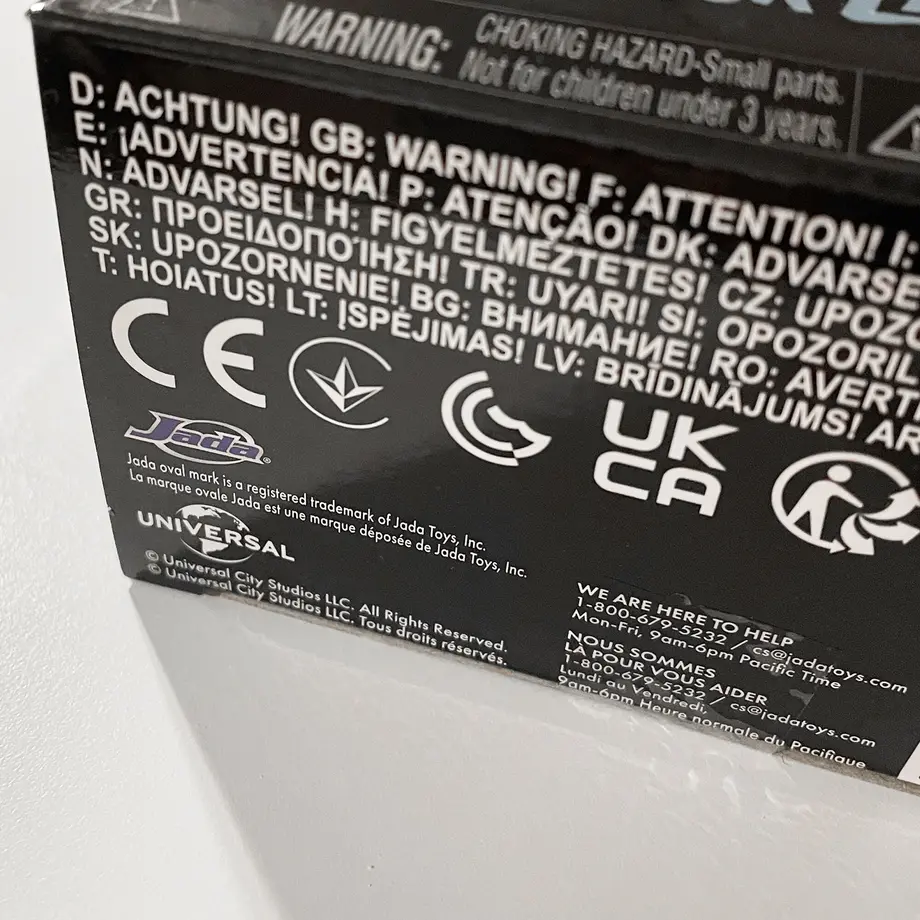 WARNING: CHOKING HAZARD-Small parts.
Not for children under 3 years.
D: ACHTUNG! GB: WARNING! F: ATTENTION! I:
E: ¡ADVERTENCIA! P: ATENÇÃO! DK: ADVARSE
N: ADVARSEL! H: FIGYELMEZTETES! CZ: UPOZO
GR: ΠΡΟΕΙΔΟΠΟΊΗΣΗ! TR: UYARI! SI: OPOZORIL
SK: UPOZORNENIE! BG: ВНИМАНИЕ! RO: AVERT
T: HOIATUS! LT: ĮSPĖJIMAS! LV: BRĪDINĀJUMS! AR
CE
UK
CA
Jada®
Jada oval mark is a registered trademark of Jada Toys, Inc.
La marque ovale Jada est une marque déposée de Jada Toys, Inc.
UNIVERSAL
© Universal City Studios LLC. All Rights Reserved.
© Universal City Studios LLC. Tous droits réservés.
WE ARE HERE TO HELP
1-800-679-5232 / cs@jadatoys.com
Mon-Fri, 9am-6pm Pacific Time
NOUS SOMMES
LÀ POUR VOUS AIDER
1-800-679-5232 / cs@jadatoys.com
Lundi au Vendredi,
9am-6pm Heure normale du Pacifique